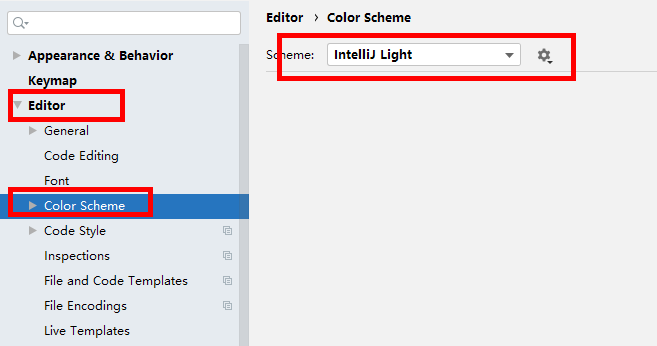 Editor › Color Scheme
Scheme: IntelliJ Light
Appearance & Behavior
Keymap
Editor
General
Code Editing
Font
Color Scheme
Code Style
Inspections
File and Code Templates
File Encodings
Live Templates